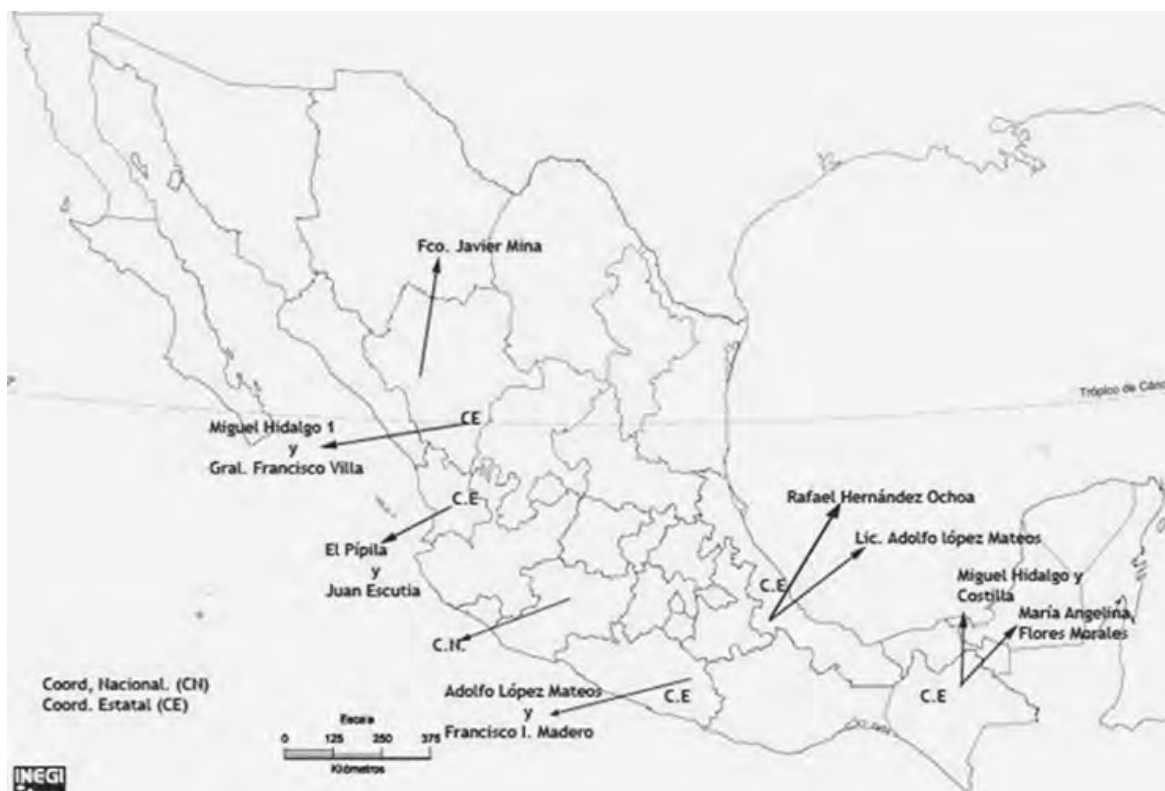 Fco. Javier Mina
Trópico de Cánc
CE
Miguel Hidalgo 1
y
Gral. Francisco Villa
C.E
El Pípila
y
Juan Escutia
Rafael Hernández Ochoa
Lic. Adolfo lópez Mateos
C.E
Miguel Hidalgo y
Costilla
María Angelina
Flores Morales
C.N.
Coord, Nacional. (CN)
Coord. Estatal (CE)
Adolfo López Mateos
y
Francisco I. Madero
C.E
C.E
Escala
0 125 250 375
Kilómetros
INEGI